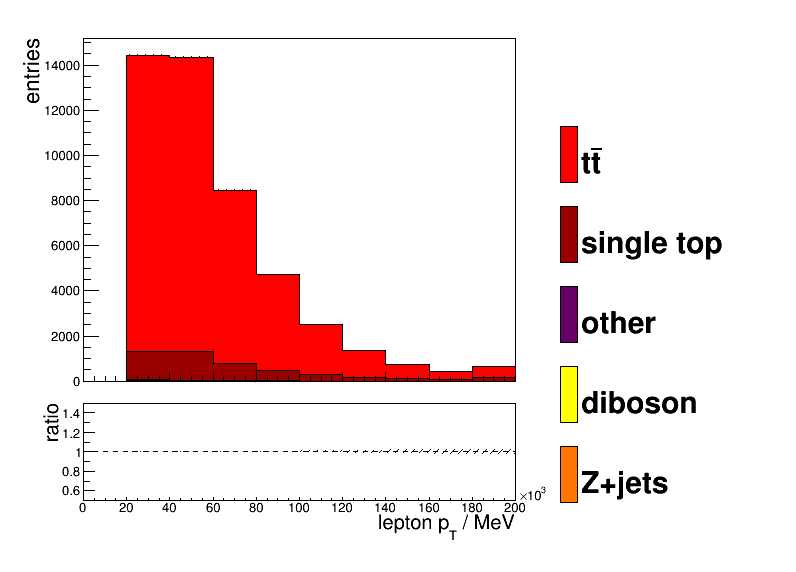 entries
14000
12000
10000
8000
6000
4000
2000
0
tt̄
single top
other
diboson
Z+jets
ratio
1.4
1.2
1
0.8
0.6
0 20 40 60 80 100 120 140 160 180 200
×10³
lepton p_T / MeV